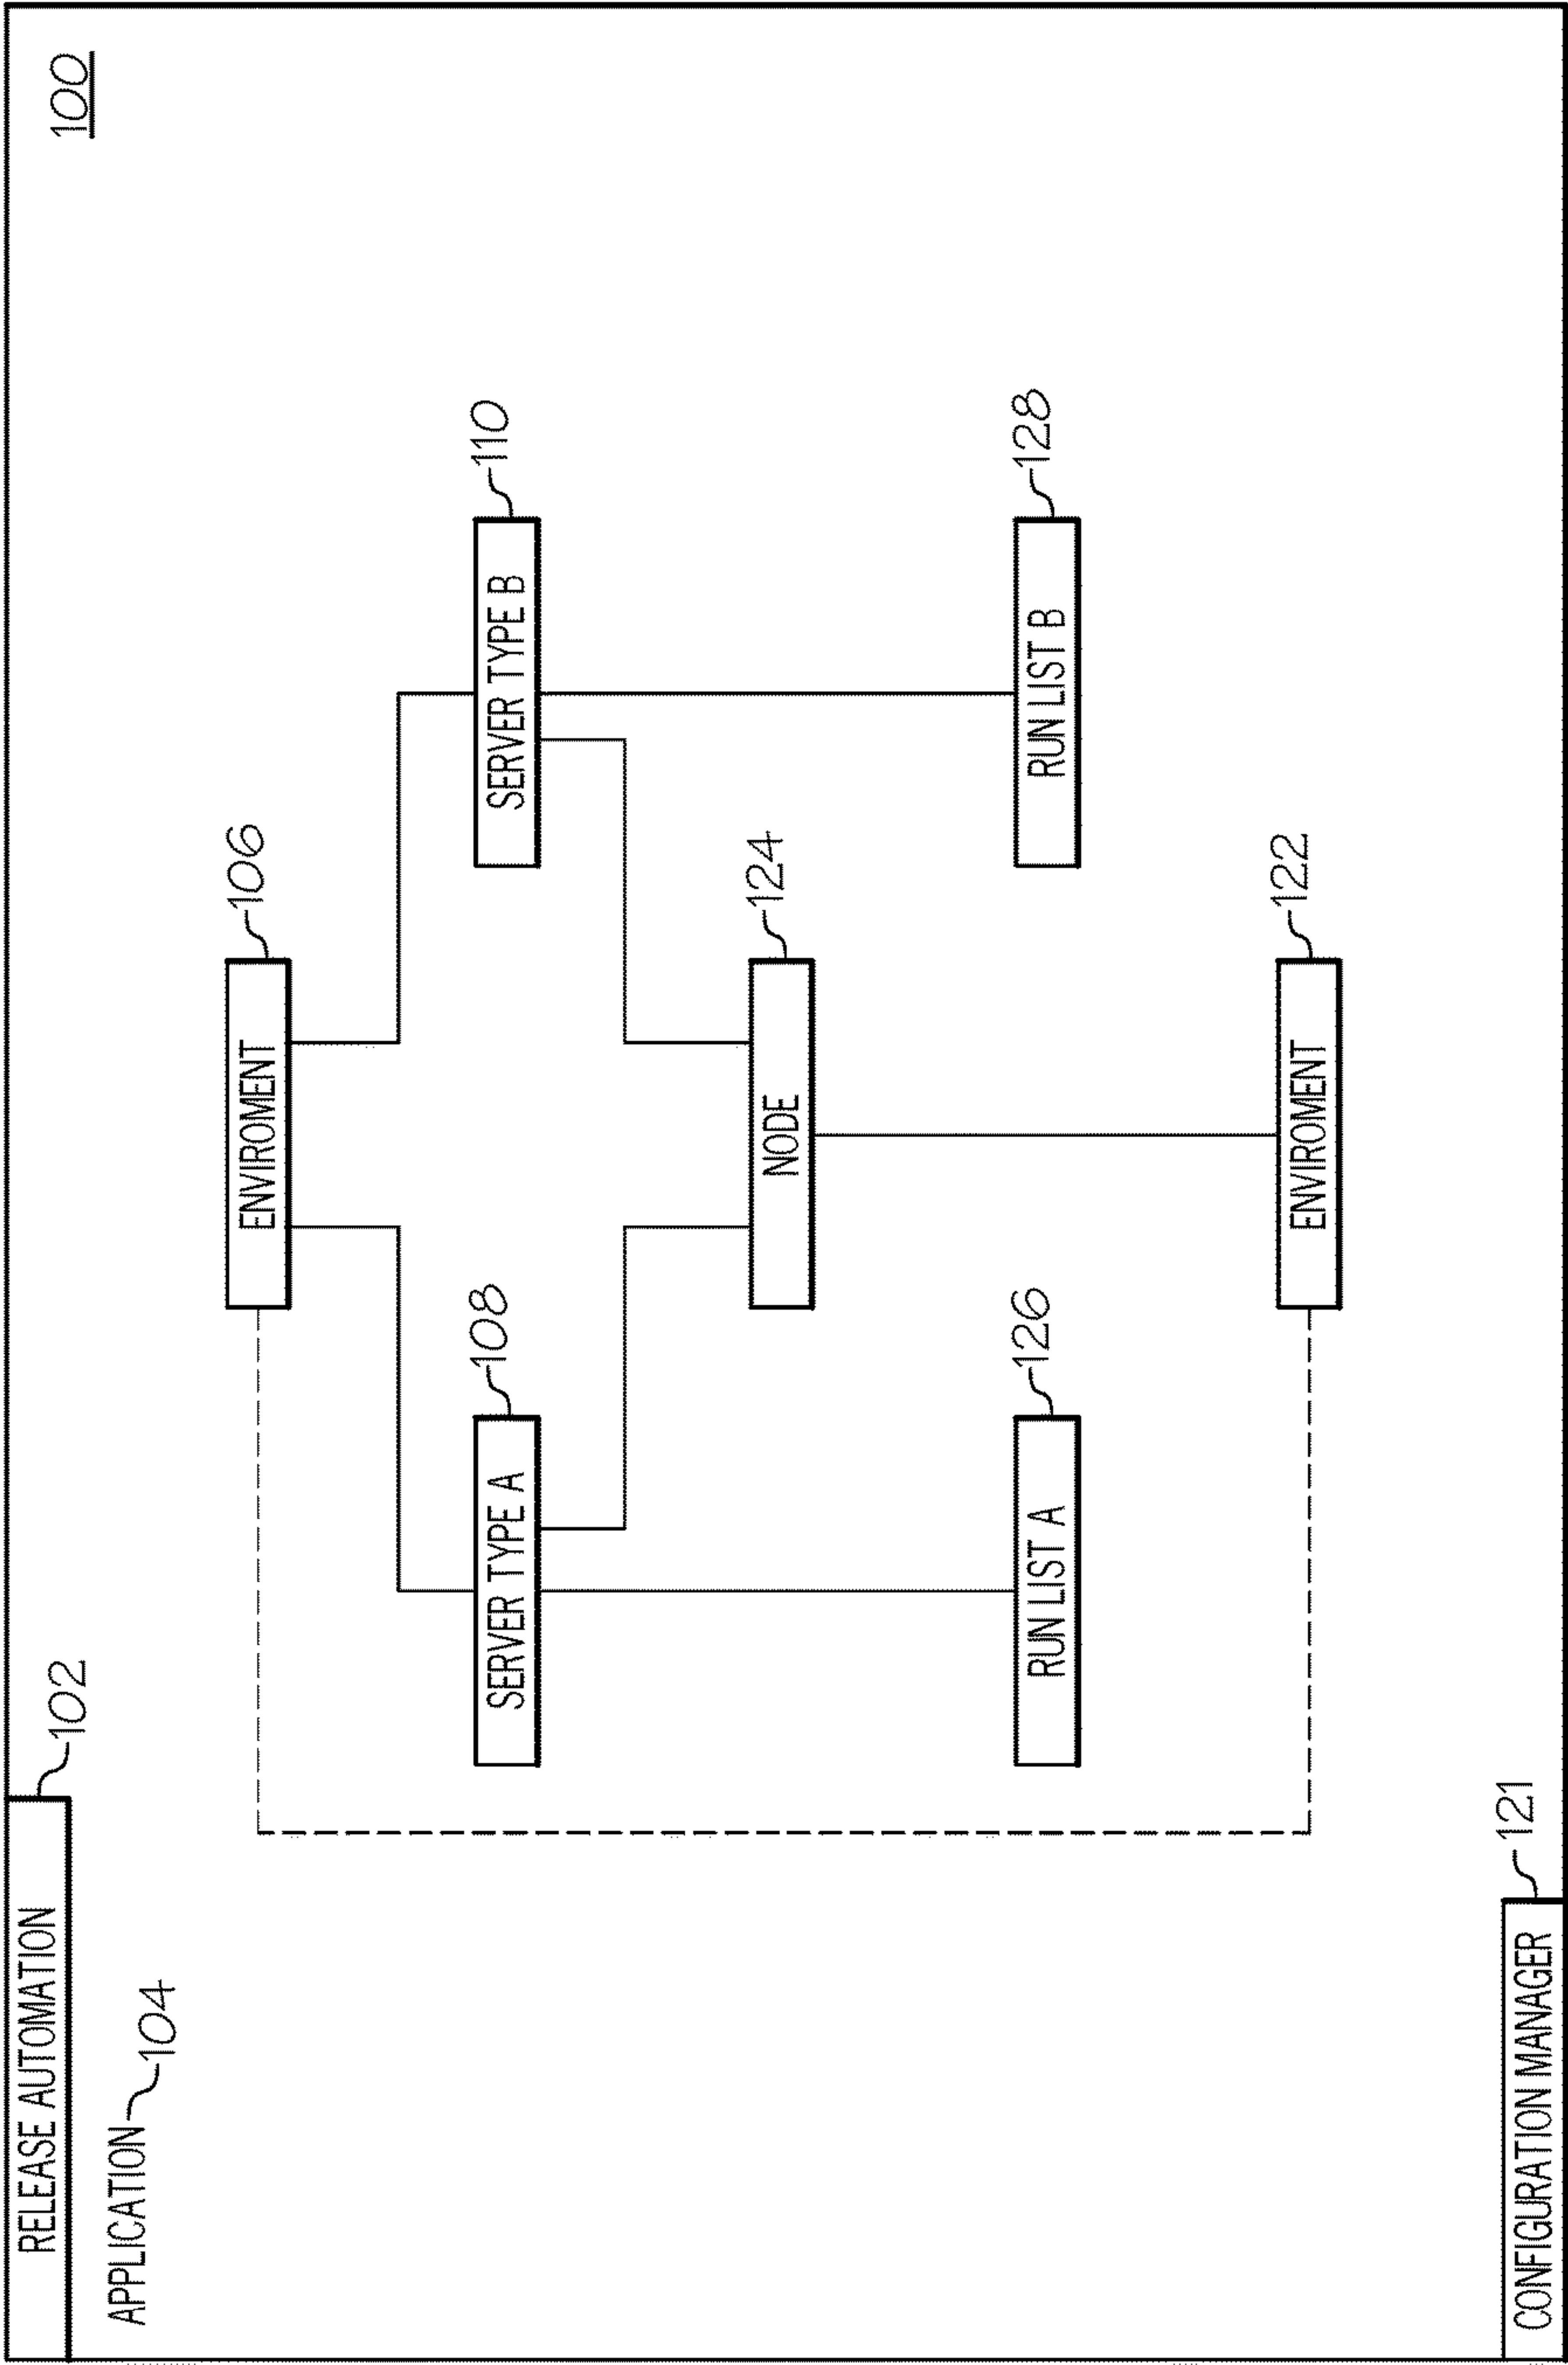 100
RELEASE AUTOMATION
102
APPLICATION 104
ENVIROMENT
106
SERVER TYPE A
108
SERVER TYPE B
110
NODE
124
RUN LIST A
126
RUN LIST B
128
ENVIROMENT
122
CONFIGURATION MANAGER
121